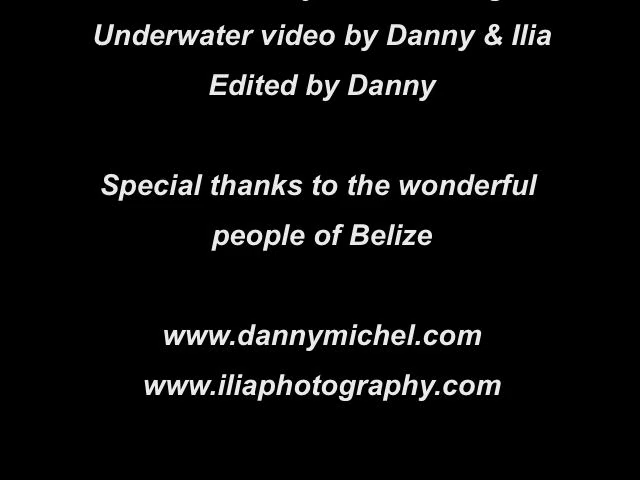 Underwater video by Danny & Ilia
Edited by Danny
Special thanks to the wonderful
people of Belize
www.dannymichel.com
www.iliaphotography.com